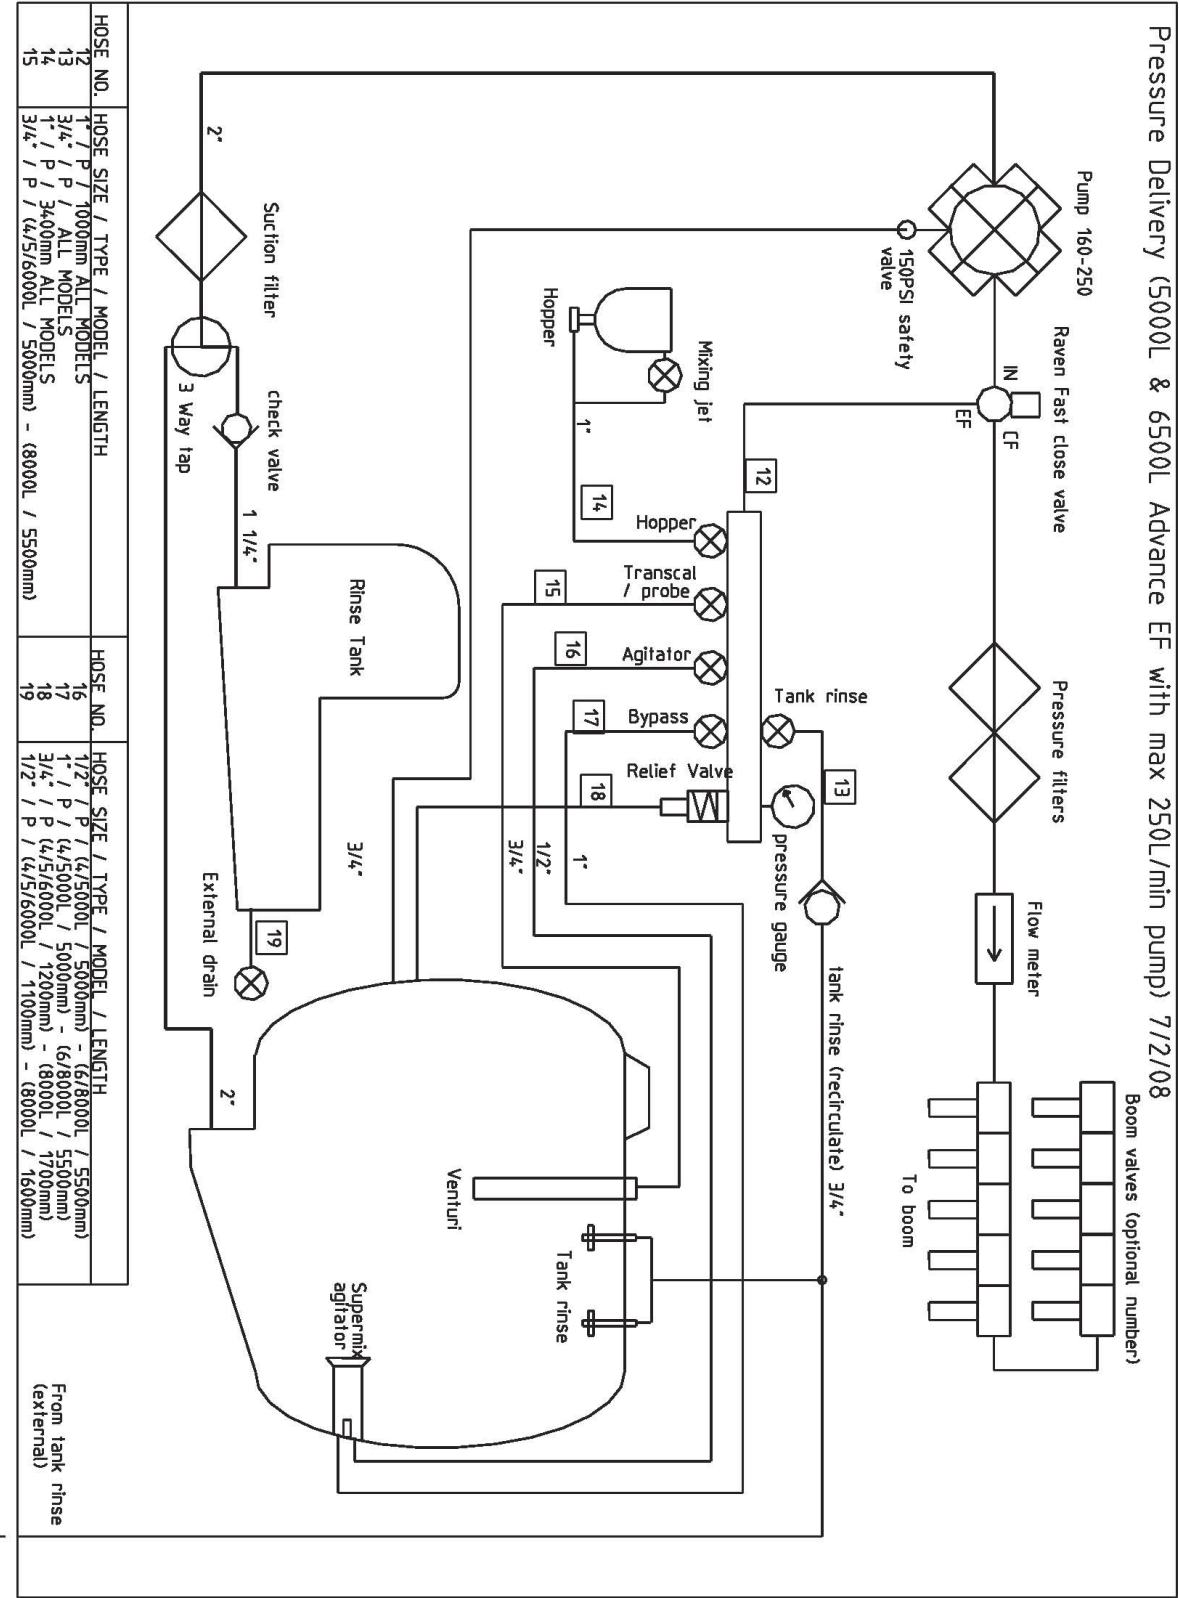 Pressure Delivery (5000L & 6500L Advance EF with max 250L/min pump) 7/2/08
Pump 160-250
Raven Fast close valve
IN
CF
EF
Pressure filters
Flow meter
Boom valves (optional number)
To boom
150PSI safety
valve
Mixing jet
Hopper
1"
14
12
Hopper
Transcal
/ probe
15
Agitator
16
Bypass
17
Relief Valve
18
Tank rinse
13
pressure gauge
tank rinse (recirculate) 3/4"
1"
1/2"
3/4"
3/4"
2"
Suction filter
3 Way tap
check valve
1 1/4"
Rinse Tank
External drain
19
2"
Venturi
Tank rinse
Supermix
agitator
From tank rinse
(external)
HOSE NO. HOSE SIZE / TYPE / MODEL / LENGTH
12 1" / P / 1000mm ALL MODELS
13 3/4" / P / ALL MODELS
14 1" / P / 3400mm ALL MODELS
15 3/4" / P / (4/5/6000L / 5000mm) - (8000L / 5500mm)
HOSE NO. HOSE SIZE / TYPE / MODEL / LENGTH
16 1/2" / P / (4/5000L / 5000mm) - (6/8000L / 5500mm)
17 1" / P / (4/5000L / 5000mm) - (6/8000L / 5500mm)
18 3/4" / P / (4/5/6000L / 1200mm) - (8000L / 1700mm)
19 1/2" / P / (4/5/6000L / 1100mm) - (8000L / 1600mm)